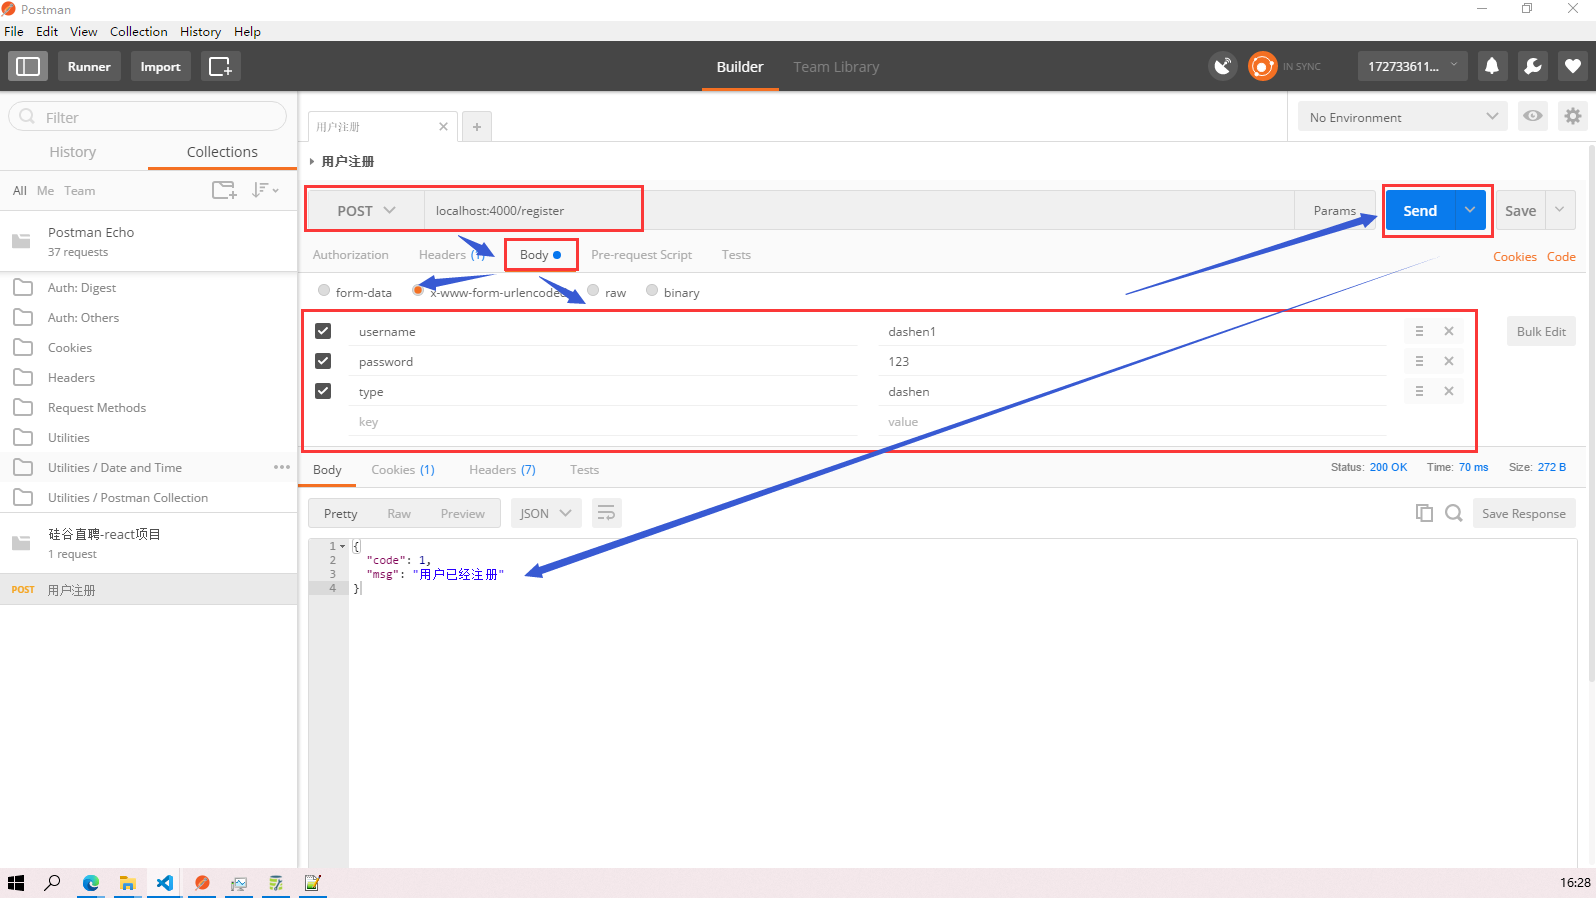 Postman
File Edit View Collection History Help
Runner Import Builder Team Library IN SYNC 172733611...
Filter
History Collections
All Me Team
Postman Echo
37 requests
Auth: Digest
Auth: Others
Cookies
Headers
Request Methods
Utilities
Utilities / Date and Time
Utilities / Postman Collection
硅谷直聘-react项目
1 request
POST 用户注册
用户注册
No Environment
用户注册
POST localhost:4000/register Params Send Save
Authorization Headers (1) Body Pre-request Script Tests Cookies Code
form-data x-www-form-urlencoded raw binary
username dashen1 Bulk Edit
password 123
type dashen
key value
Body Cookies (1) Headers (7) Tests Status: 200 OK Time: 70 ms Size: 272 B
Pretty Raw Preview JSON Save Response
1 {
2 "code": 1,
3 "msg": "用户已经注册"
4 }
16:28